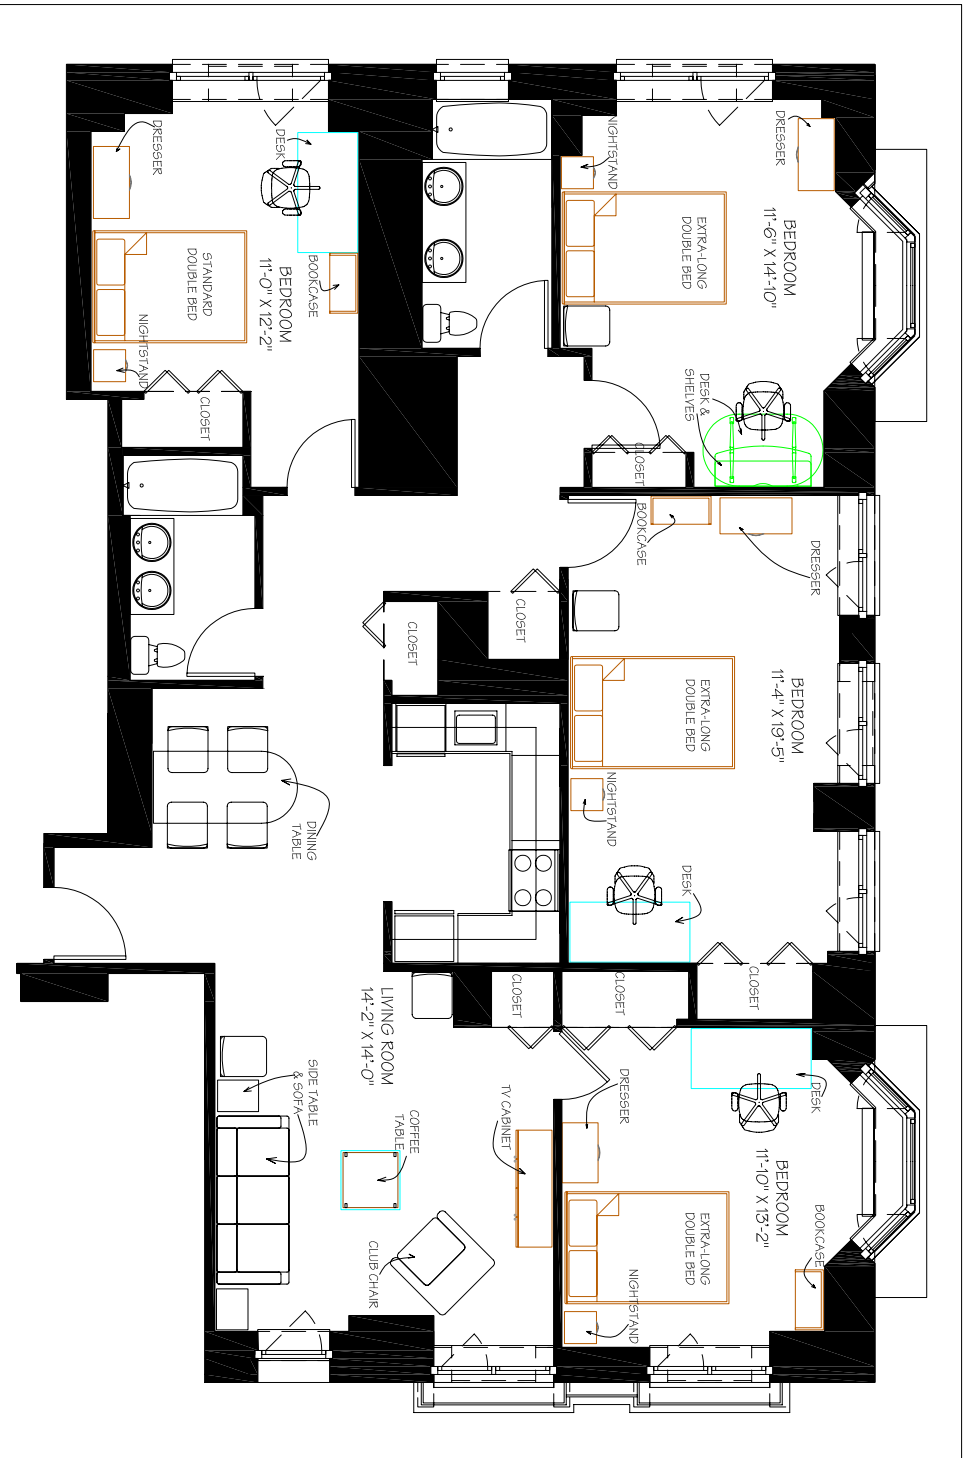 DRESSER
DESK
BEDROOM
11'-0" X 12'-2"
STANDARD
DOUBLE BED
BOOKCASE
NIGHTSTAND
CLOSET
NIGHTSTAND
DRESSER
BEDROOM
11'-6" X 14'-10"
EXTRA-LONG
DOUBLE BED
DESK &
SHELVES
CLOSET
BOOKCASE
DRESSER
CLOSET
CLOSET
BEDROOM
11'-4" X 19'-5"
EXTRA-LONG
DOUBLE BED
NIGHTSTAND
DESK
CLOSET
DINING
TABLE
LIVING ROOM
14'-2" X 14'-0"
CLOSET
CLOSET
SIDE TABLE
& SOFA
COFFEE
TABLE
TV CABINET
CLUB CHAIR
DRESSER
DESK
BEDROOM
11'-10" X 13'-2"
EXTRA-LONG
DOUBLE BED
BOOKCASE
NIGHTSTAND